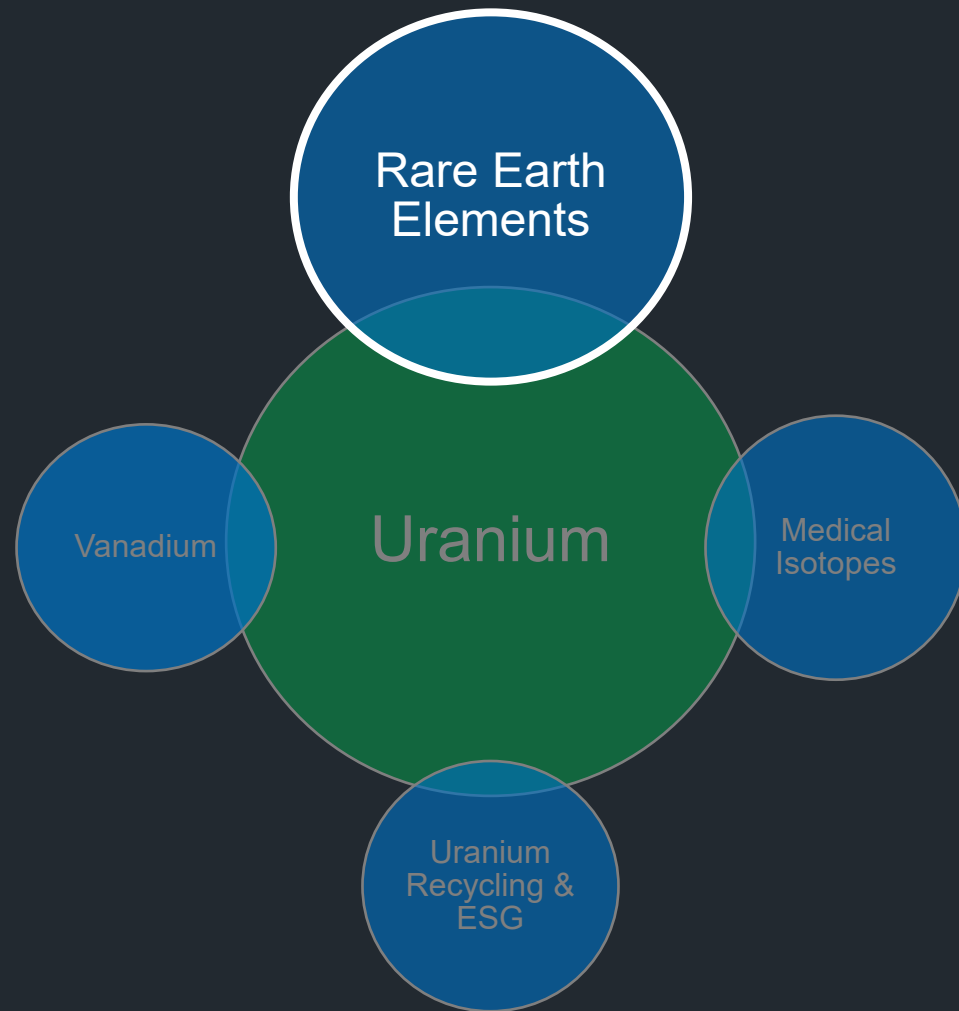 Rare Earth
Elements
Vanadium
Uranium
Medical
Isotopes
Uranium
Recycling &
ESG